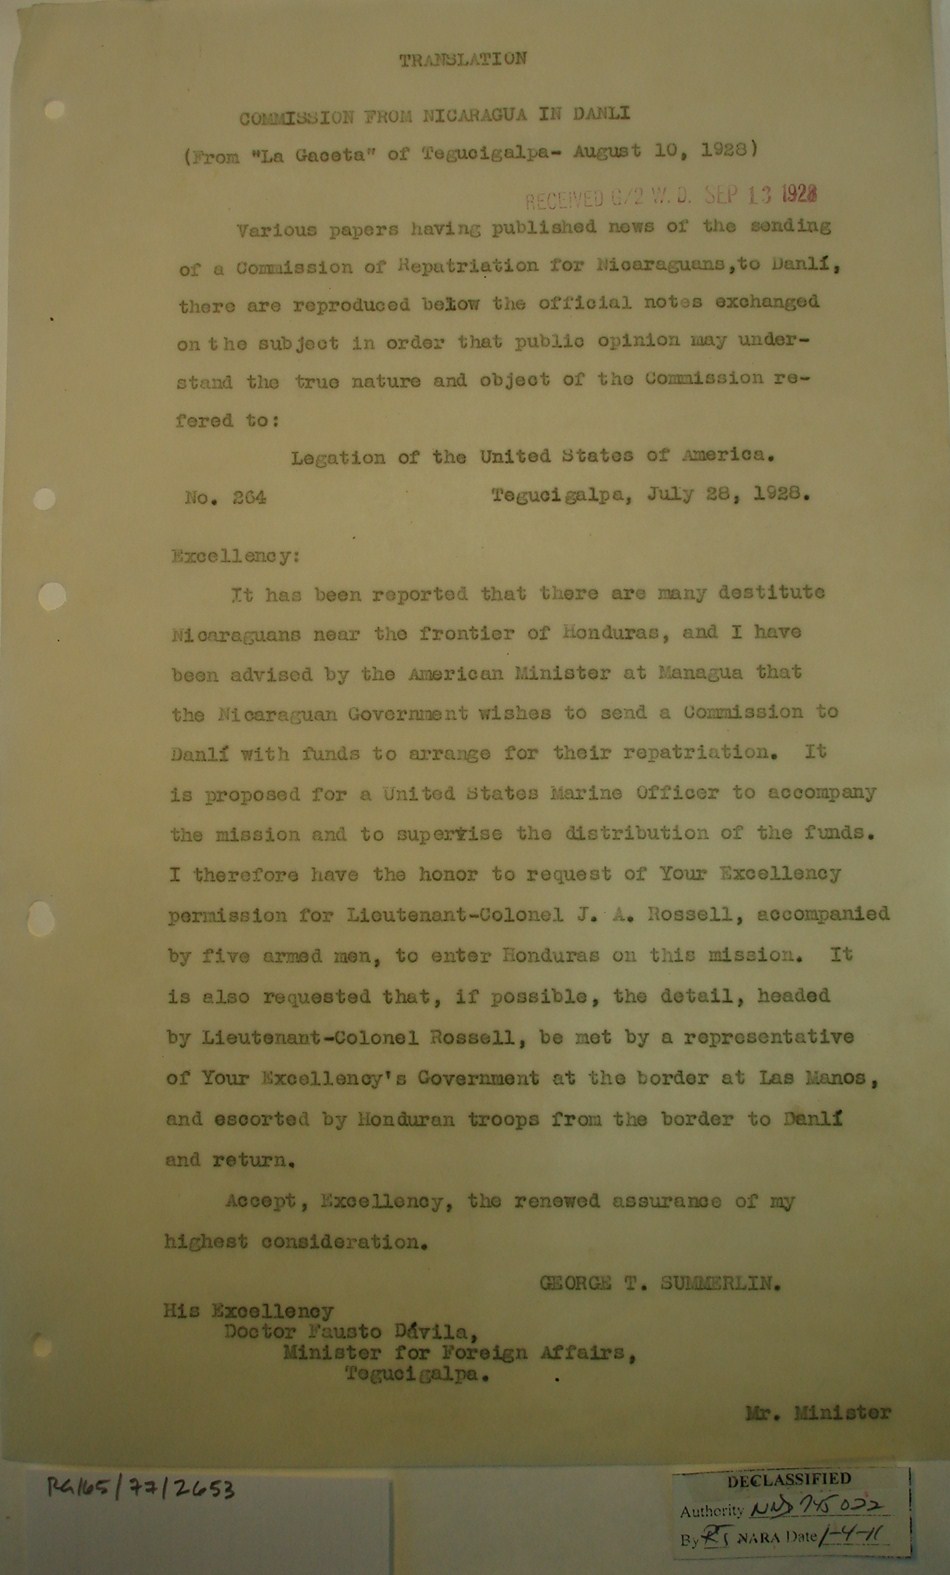 TRANSLATION
COMMISSION FROM NICARAGUA IN DANLI
(From "La Gaceta" of Tegucigalpa- August 10, 1928)
RECEIVED G/2 W. D. SEP 13 1928
Various papers having published news of the sending
of a Commission of Repatriation for Nicaraguans,to Danlí,
there are reproduced below the official notes exchanged
on the subject in order that public opinion may under-
stand the true nature and object of the Commission re-
fered to:
Legation of the United States of America.
No. 264 Tegucigalpa, July 28, 1928.
Excellency:
It has been reported that there are many destitute
Nicaraguans near the frontier of Honduras, and I have
been advised by the American Minister at Managua that
the Nicaraguan Government wishes to send a Commission to
Danlí with funds to arrange for their repatriation. It
is proposed for a United States Marine Officer to accompany
the mission and to supervise the distribution of the funds.
I therefore have the honor to request of Your Excellency
permission for Lieutenant-Colonel J. A. Rossell, accompanied
by five armed men, to enter Honduras on this mission. It
is also requested that, if possible, the detail, headed
by Lieutenant-Colonel Rossell, be met by a representative
of Your Excellency's Government at the border at Las Manos,
and escorted by Honduran troops from the border to Danlí
and return.
Accept, Excellency, the renewed assurance of my
highest consideration.
GEORGE T. SUMMERLIN.
His Excellency
Doctor Fausto Dávila,
Minister for Foreign Affairs,
Tegucigalpa.
Mr. Minister
RG165/77/2653
DECLASSIFIED
Authority NND 745022
By RT NARA Date 1-4-11